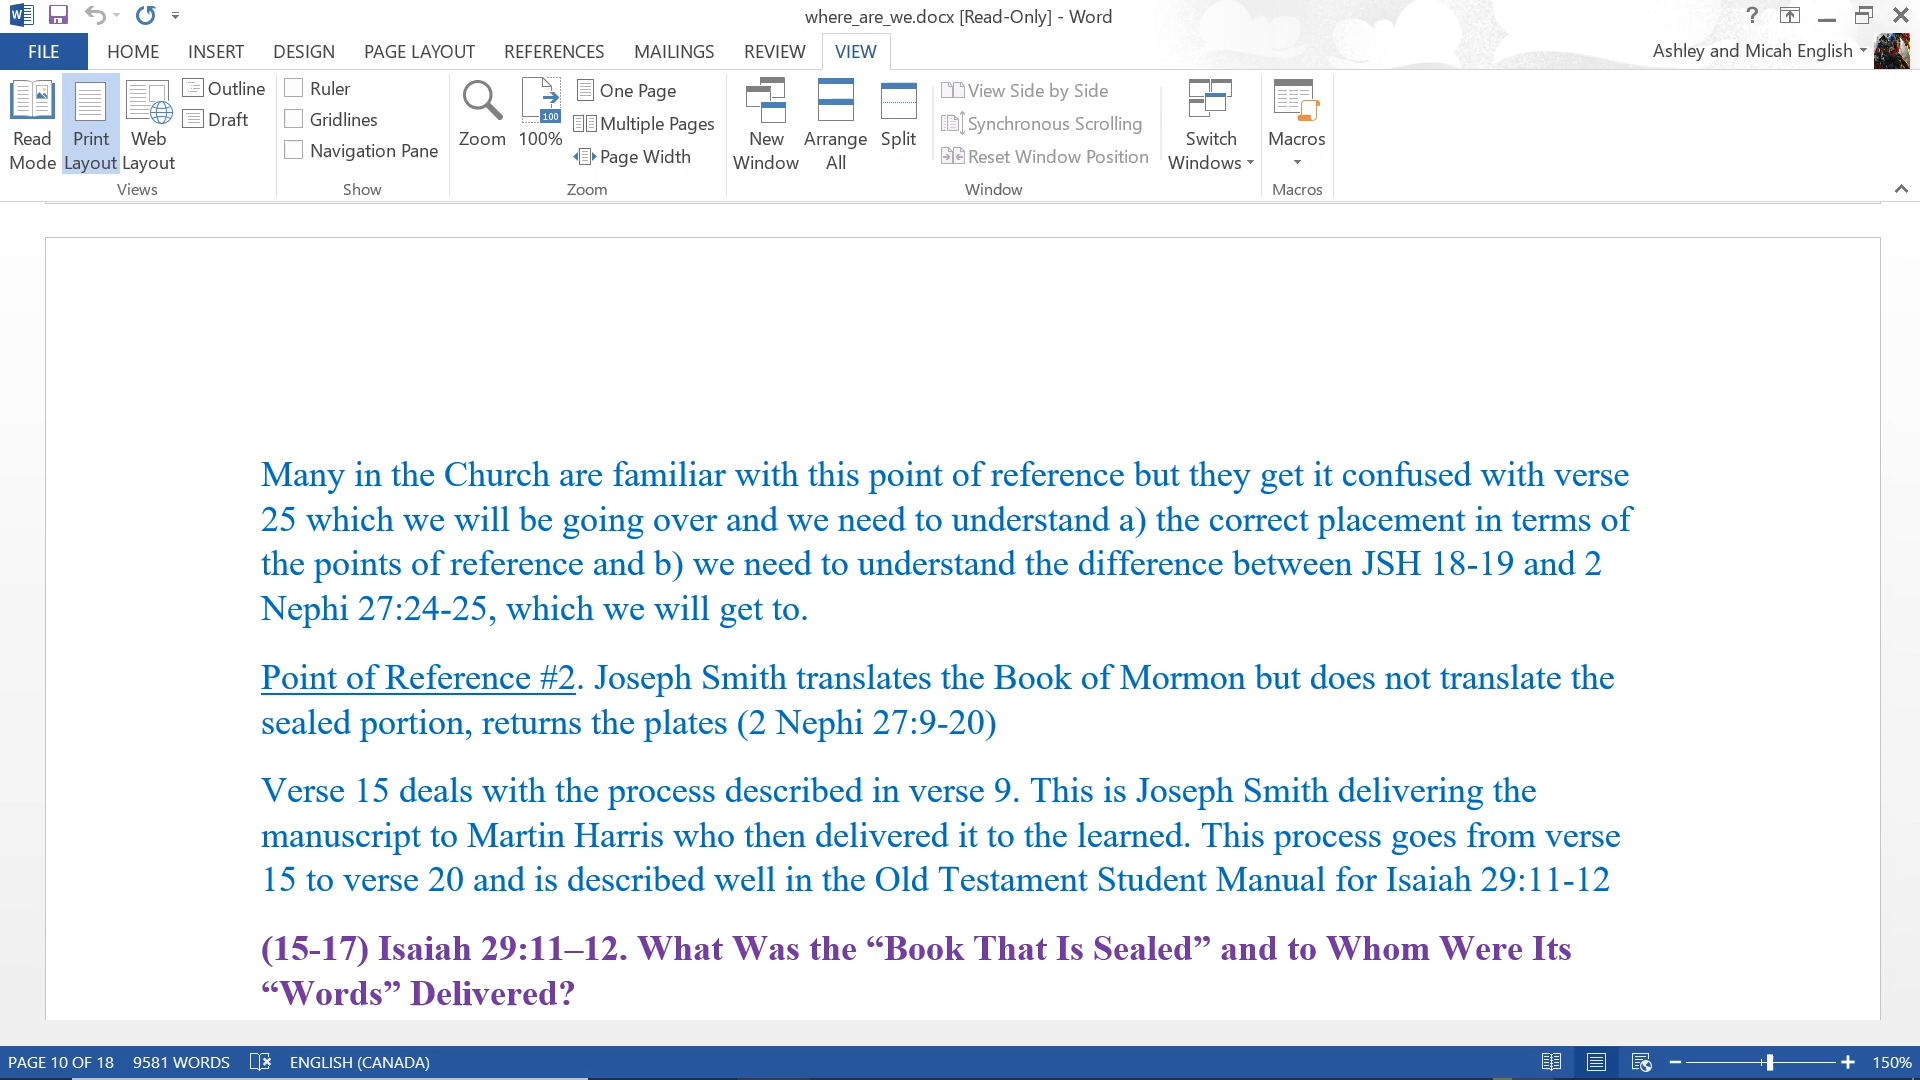 where_are_we.docx [Read-Only] - Word
?
FILE HOME INSERT DESIGN PAGE LAYOUT REFERENCES MAILINGS REVIEW VIEW
Ashley and Micah English
Read Mode
Print Layout
Web Layout
Outline
Draft
Views
Ruler
Gridlines
Navigation Pane
Show
Zoom
100
100%
One Page
Multiple Pages
Page Width
Zoom
New Window
Arrange All
Split
View Side by Side
Synchronous Scrolling
Reset Window Position
Window
Switch Windows
Macros
Macros
Many in the Church are familiar with this point of reference but they get it confused with verse
25 which we will be going over and we need to understand a) the correct placement in terms of
the points of reference and b) we need to understand the difference between JSH 18-19 and 2
Nephi 27:24-25, which we will get to.
Point of Reference #2. Joseph Smith translates the Book of Mormon but does not translate the
sealed portion, returns the plates (2 Nephi 27:9-20)
Verse 15 deals with the process described in verse 9. This is Joseph Smith delivering the
manuscript to Martin Harris who then delivered it to the learned. This process goes from verse
15 to verse 20 and is described well in the Old Testament Student Manual for Isaiah 29:11-12
(15-17) Isaiah 29:11–12. What Was the “Book That Is Sealed” and to Whom Were Its
“Words” Delivered?
PAGE 10 OF 18 9581 WORDS ENGLISH (CANADA)
150%